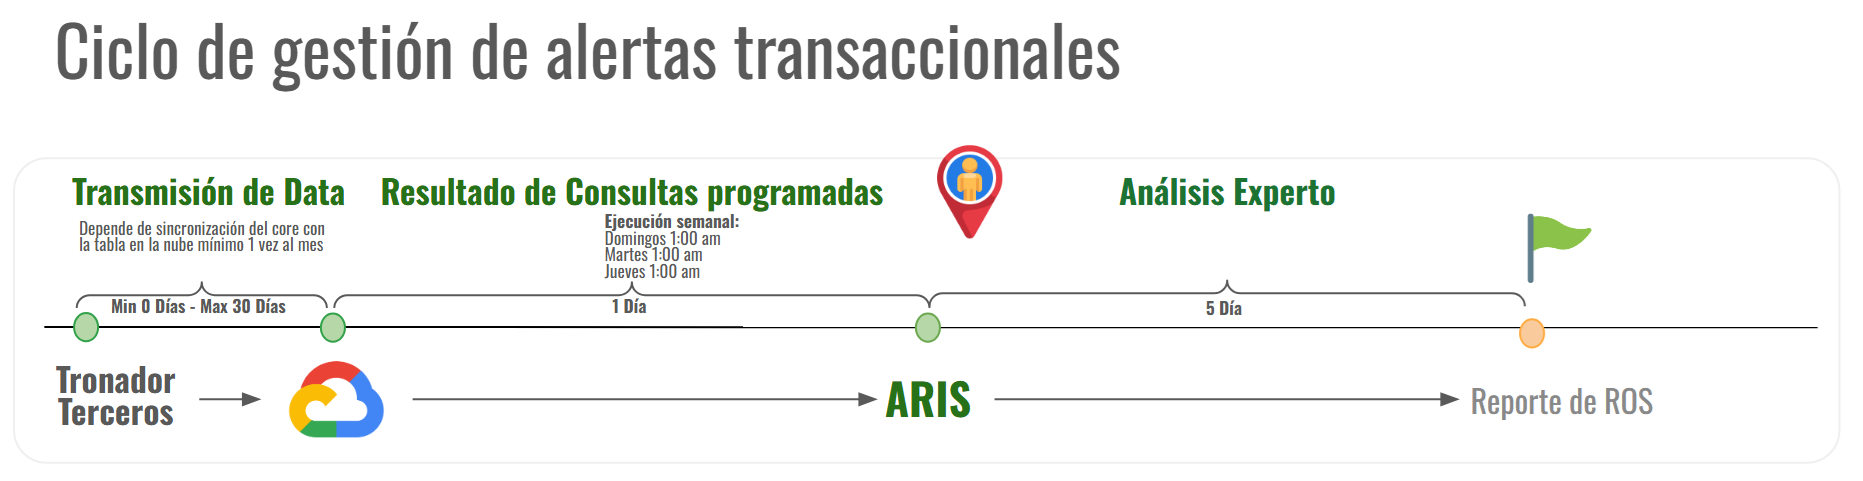 Ciclo de gestión de alertas transaccionales
Transmisión de Data
Depende de sincronización del core con
la tabla en la nube mínimo 1 vez al mes
Min 0 Días - Max 30 Días
Resultado de Consultas programadas
Ejecución semanal:
Domingos 1:00 am
Martes 1:00 am
Jueves 1:00 am
1 Día
Análisis Experto
5 Día
Tronador
Terceros
ARIS
Reporte de ROS